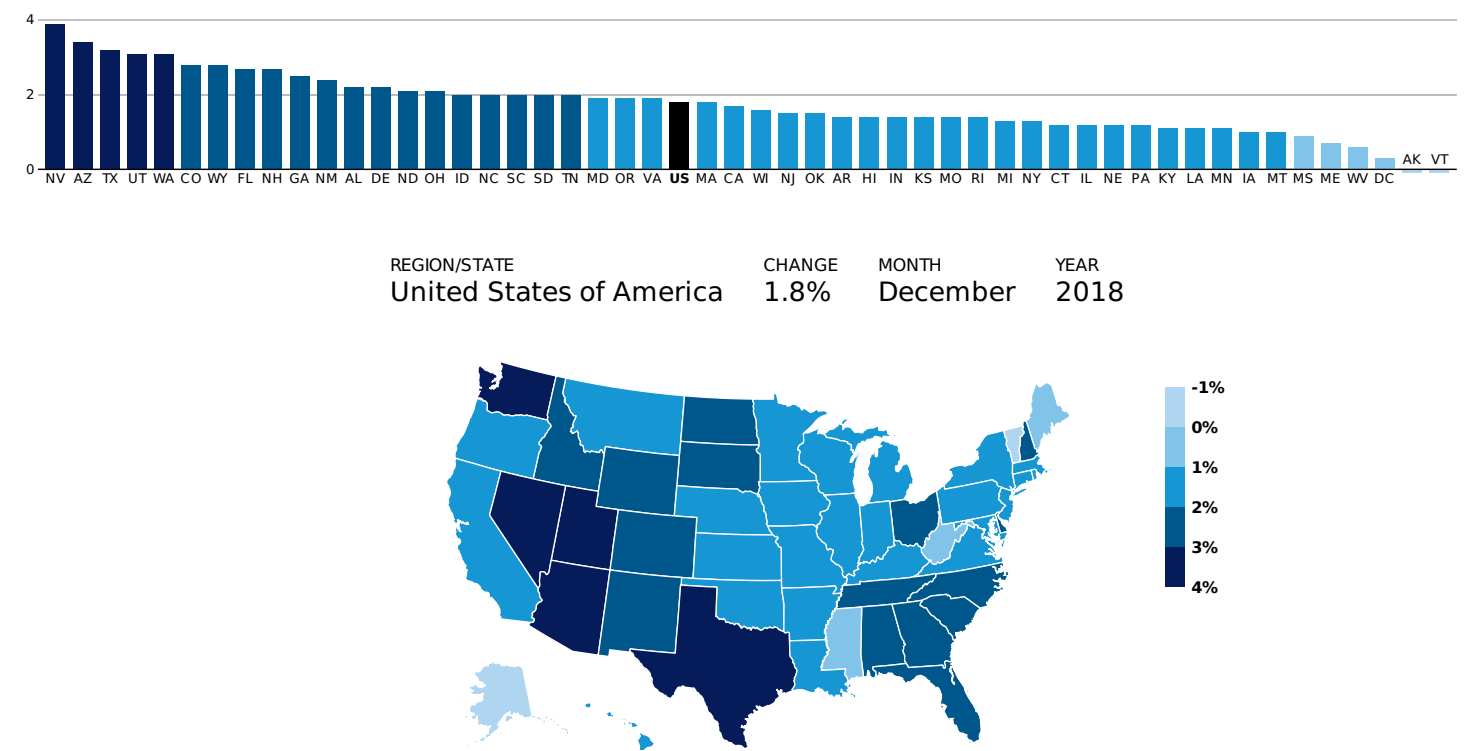 4
2
0
AK VT
NV AZ TX UT WA CO WY FL NH GA NM AL DE ND OH ID NC SC SD TN MD OR VA US MA CA WI NJ OK AR HI IN KS MO RI MI NY CT IL NE PA KY LA MN IA MT MS ME WV DC
REGION/STATE CHANGE MONTH YEAR
United States of America 1.8% December 2018
-1%
0%
1%
2%
3%
4%